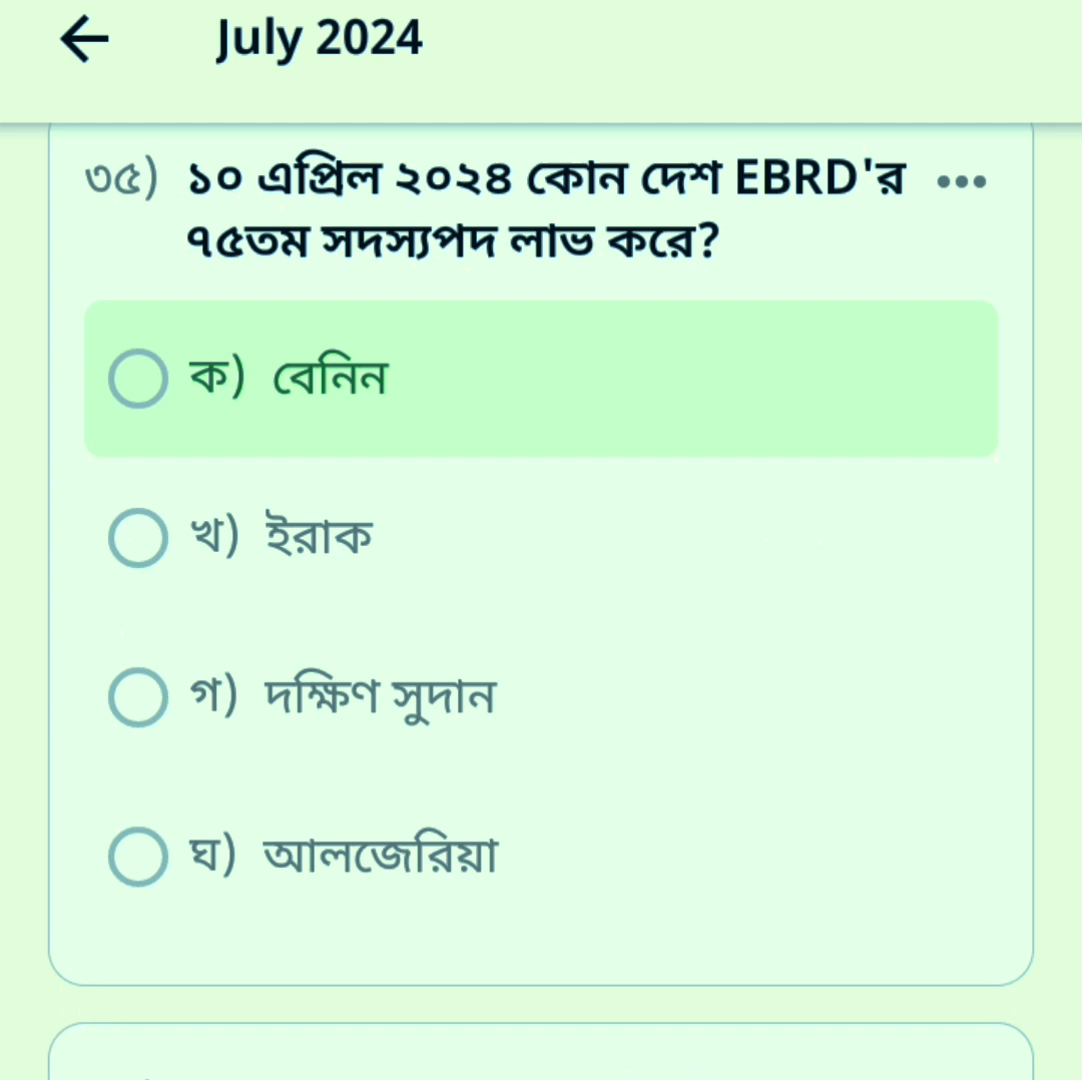 July 2024
৩৫) ১০ এপ্রিল ২০২৪ কোন দেশ EBRD'র
৭৫তম সদস্যপদ লাভ করে?
ক) বেনিন
খ) ইরাক
গ) দক্ষিণ সুদান
ঘ) আলজেরিয়া